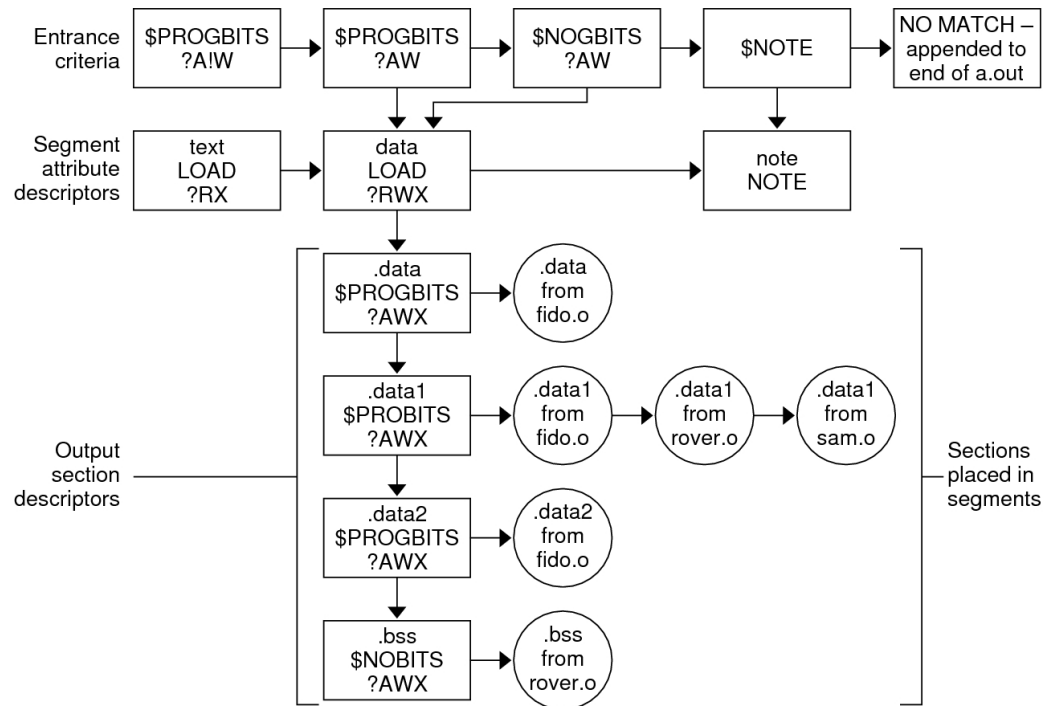 Entrance
criteria
$PROGBITS
?A!W
$PROGBITS
?AW
$NOGBITS
?AW
$NOTE
NO MATCH –
appended to
end of a.out
Segment
attribute
descriptors
text
LOAD
?RX
data
LOAD
?RWX
note
NOTE
.data
$PROGBITS
?AWX
.data
from
fido.o
.data1
$PROBITS
?AWX
.data1
from
fido.o
.data1
from
rover.o
.data1
from
sam.o
Output
section
descriptors
Sections
placed in
segments
.data2
$PROGBITS
?AWX
.data2
from
fido.o
.bss
$NOBITS
?AWX
.bss
from
rover.o